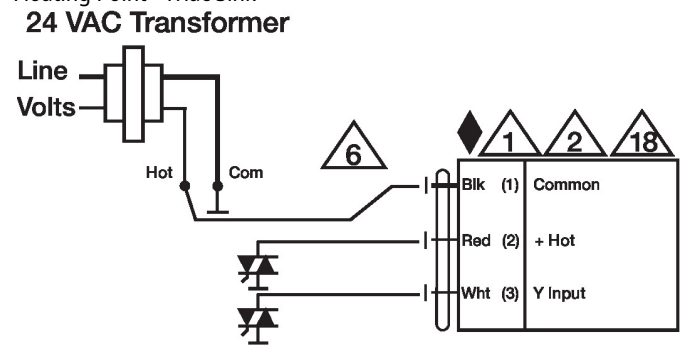 24 VAC Transformer
Line
Volts
Hot
Com
6
1
2
18
Blk (1) Common
Red (2) + Hot
Wht (3) Y Input